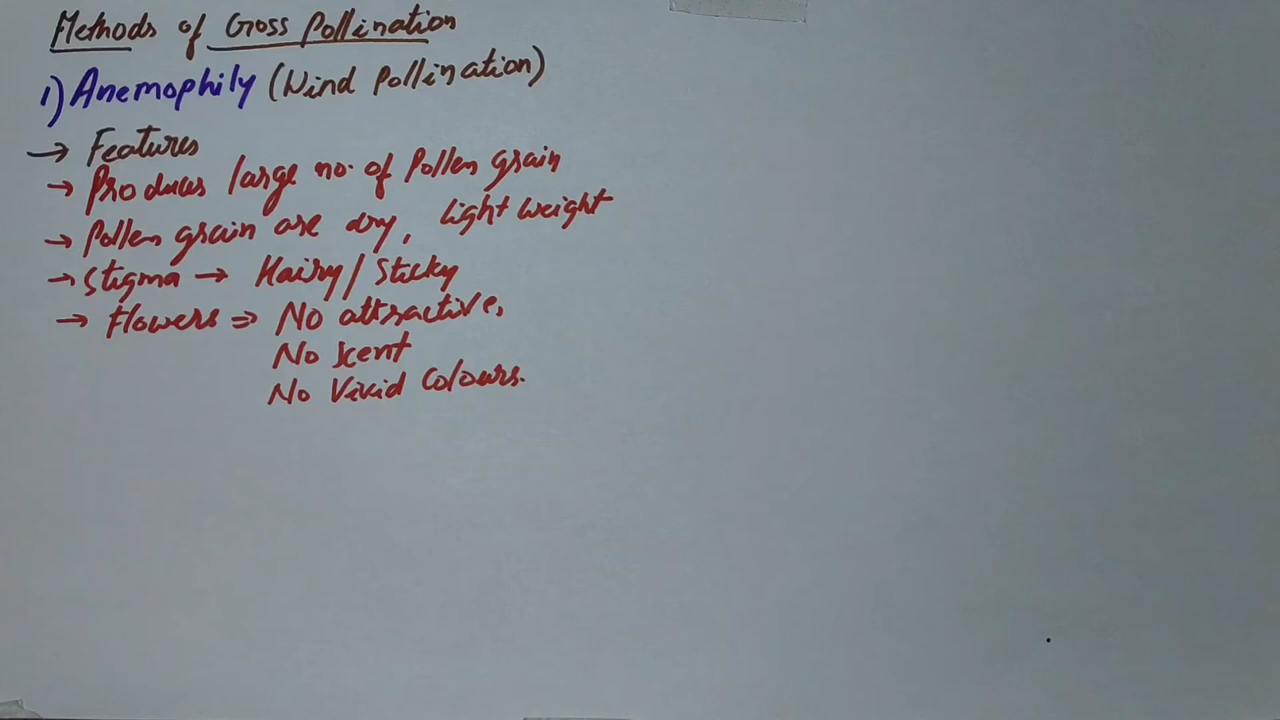 Methods of Cross Pollination
1) Anemophily (Wind Pollination)
→ Features
→ Produces large no. of Pollen grain
→ Pollen grain are dry, light weight
→ Stigma → Hairy/Sticky
→ Flowers ⇒ No attractive,
No scent
No Vivid Colours.